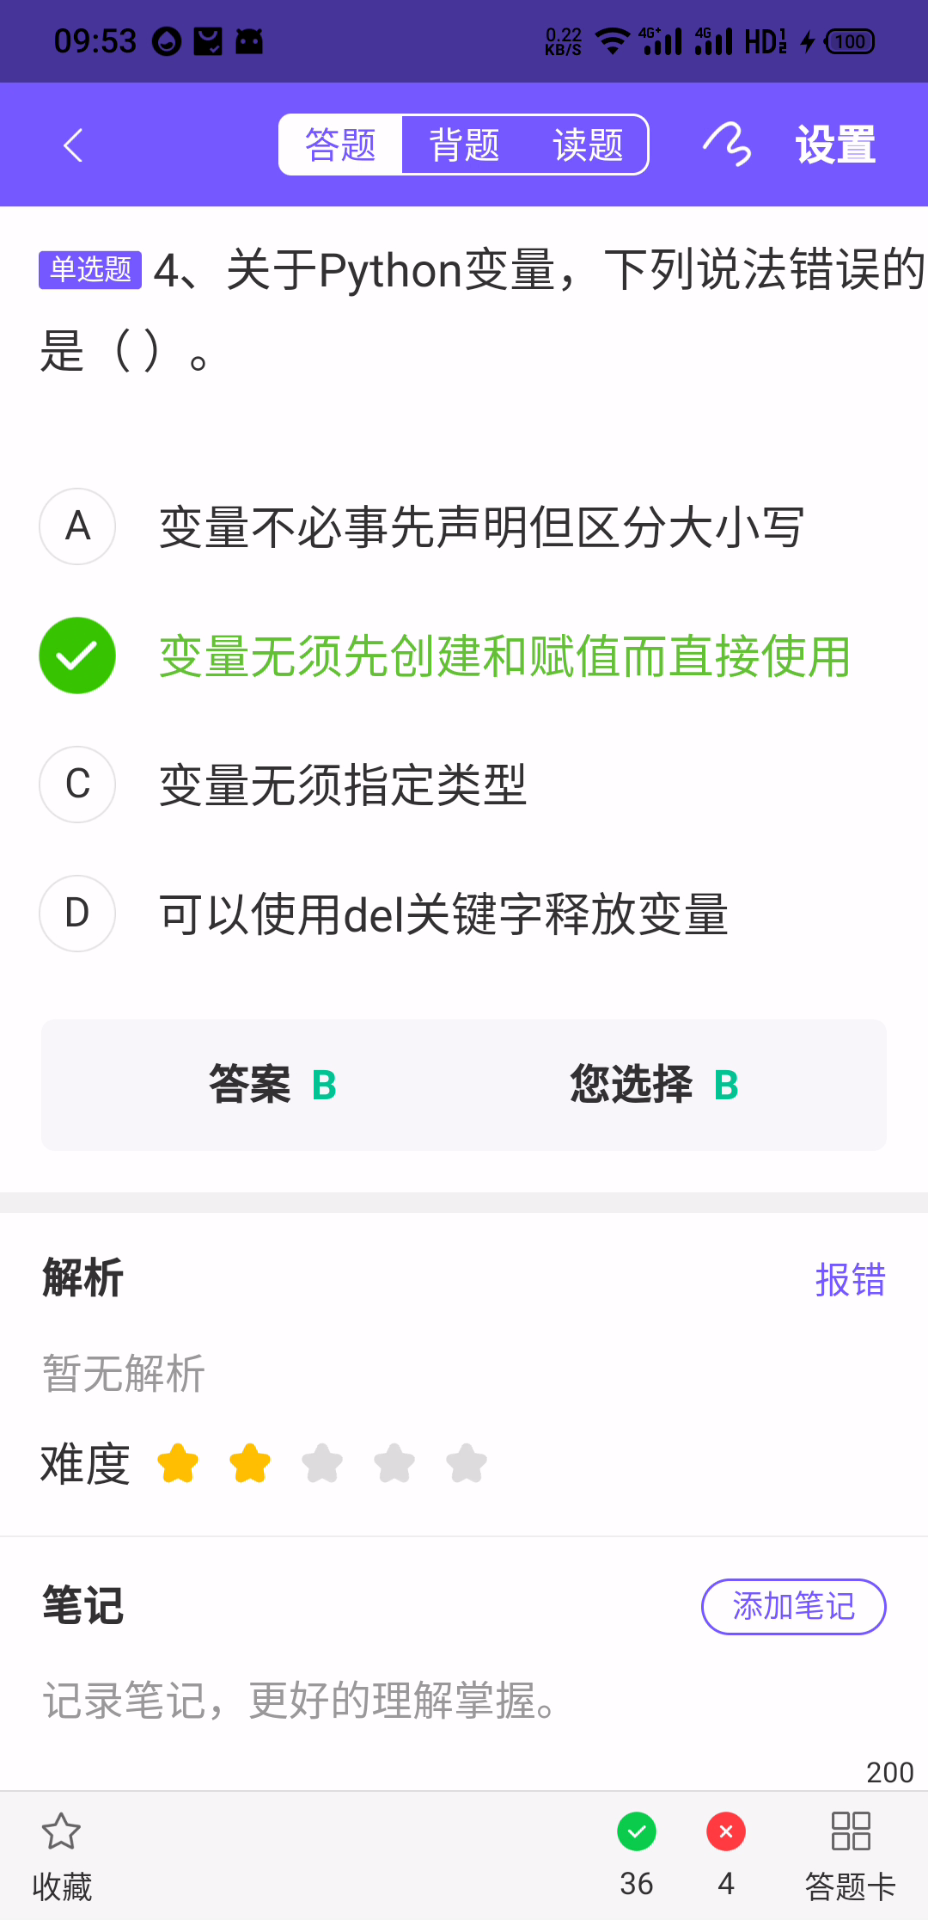 09:53
0.22 KB/S 4G+ 4G HD 1 2 100
答题 背题 读题 设置
单选题 4、关于Python变量，下列说法错误的
是（ ）。
A 变量不必事先声明但区分大小写
变量无须先创建和赋值而直接使用
C 变量无须指定类型
D 可以使用del关键字释放变量
答案 B 您选择 B
解析 报错
暂无解析
难度
笔记 添加笔记
记录笔记，更好的理解掌握。
200
收藏 36 4 答题卡